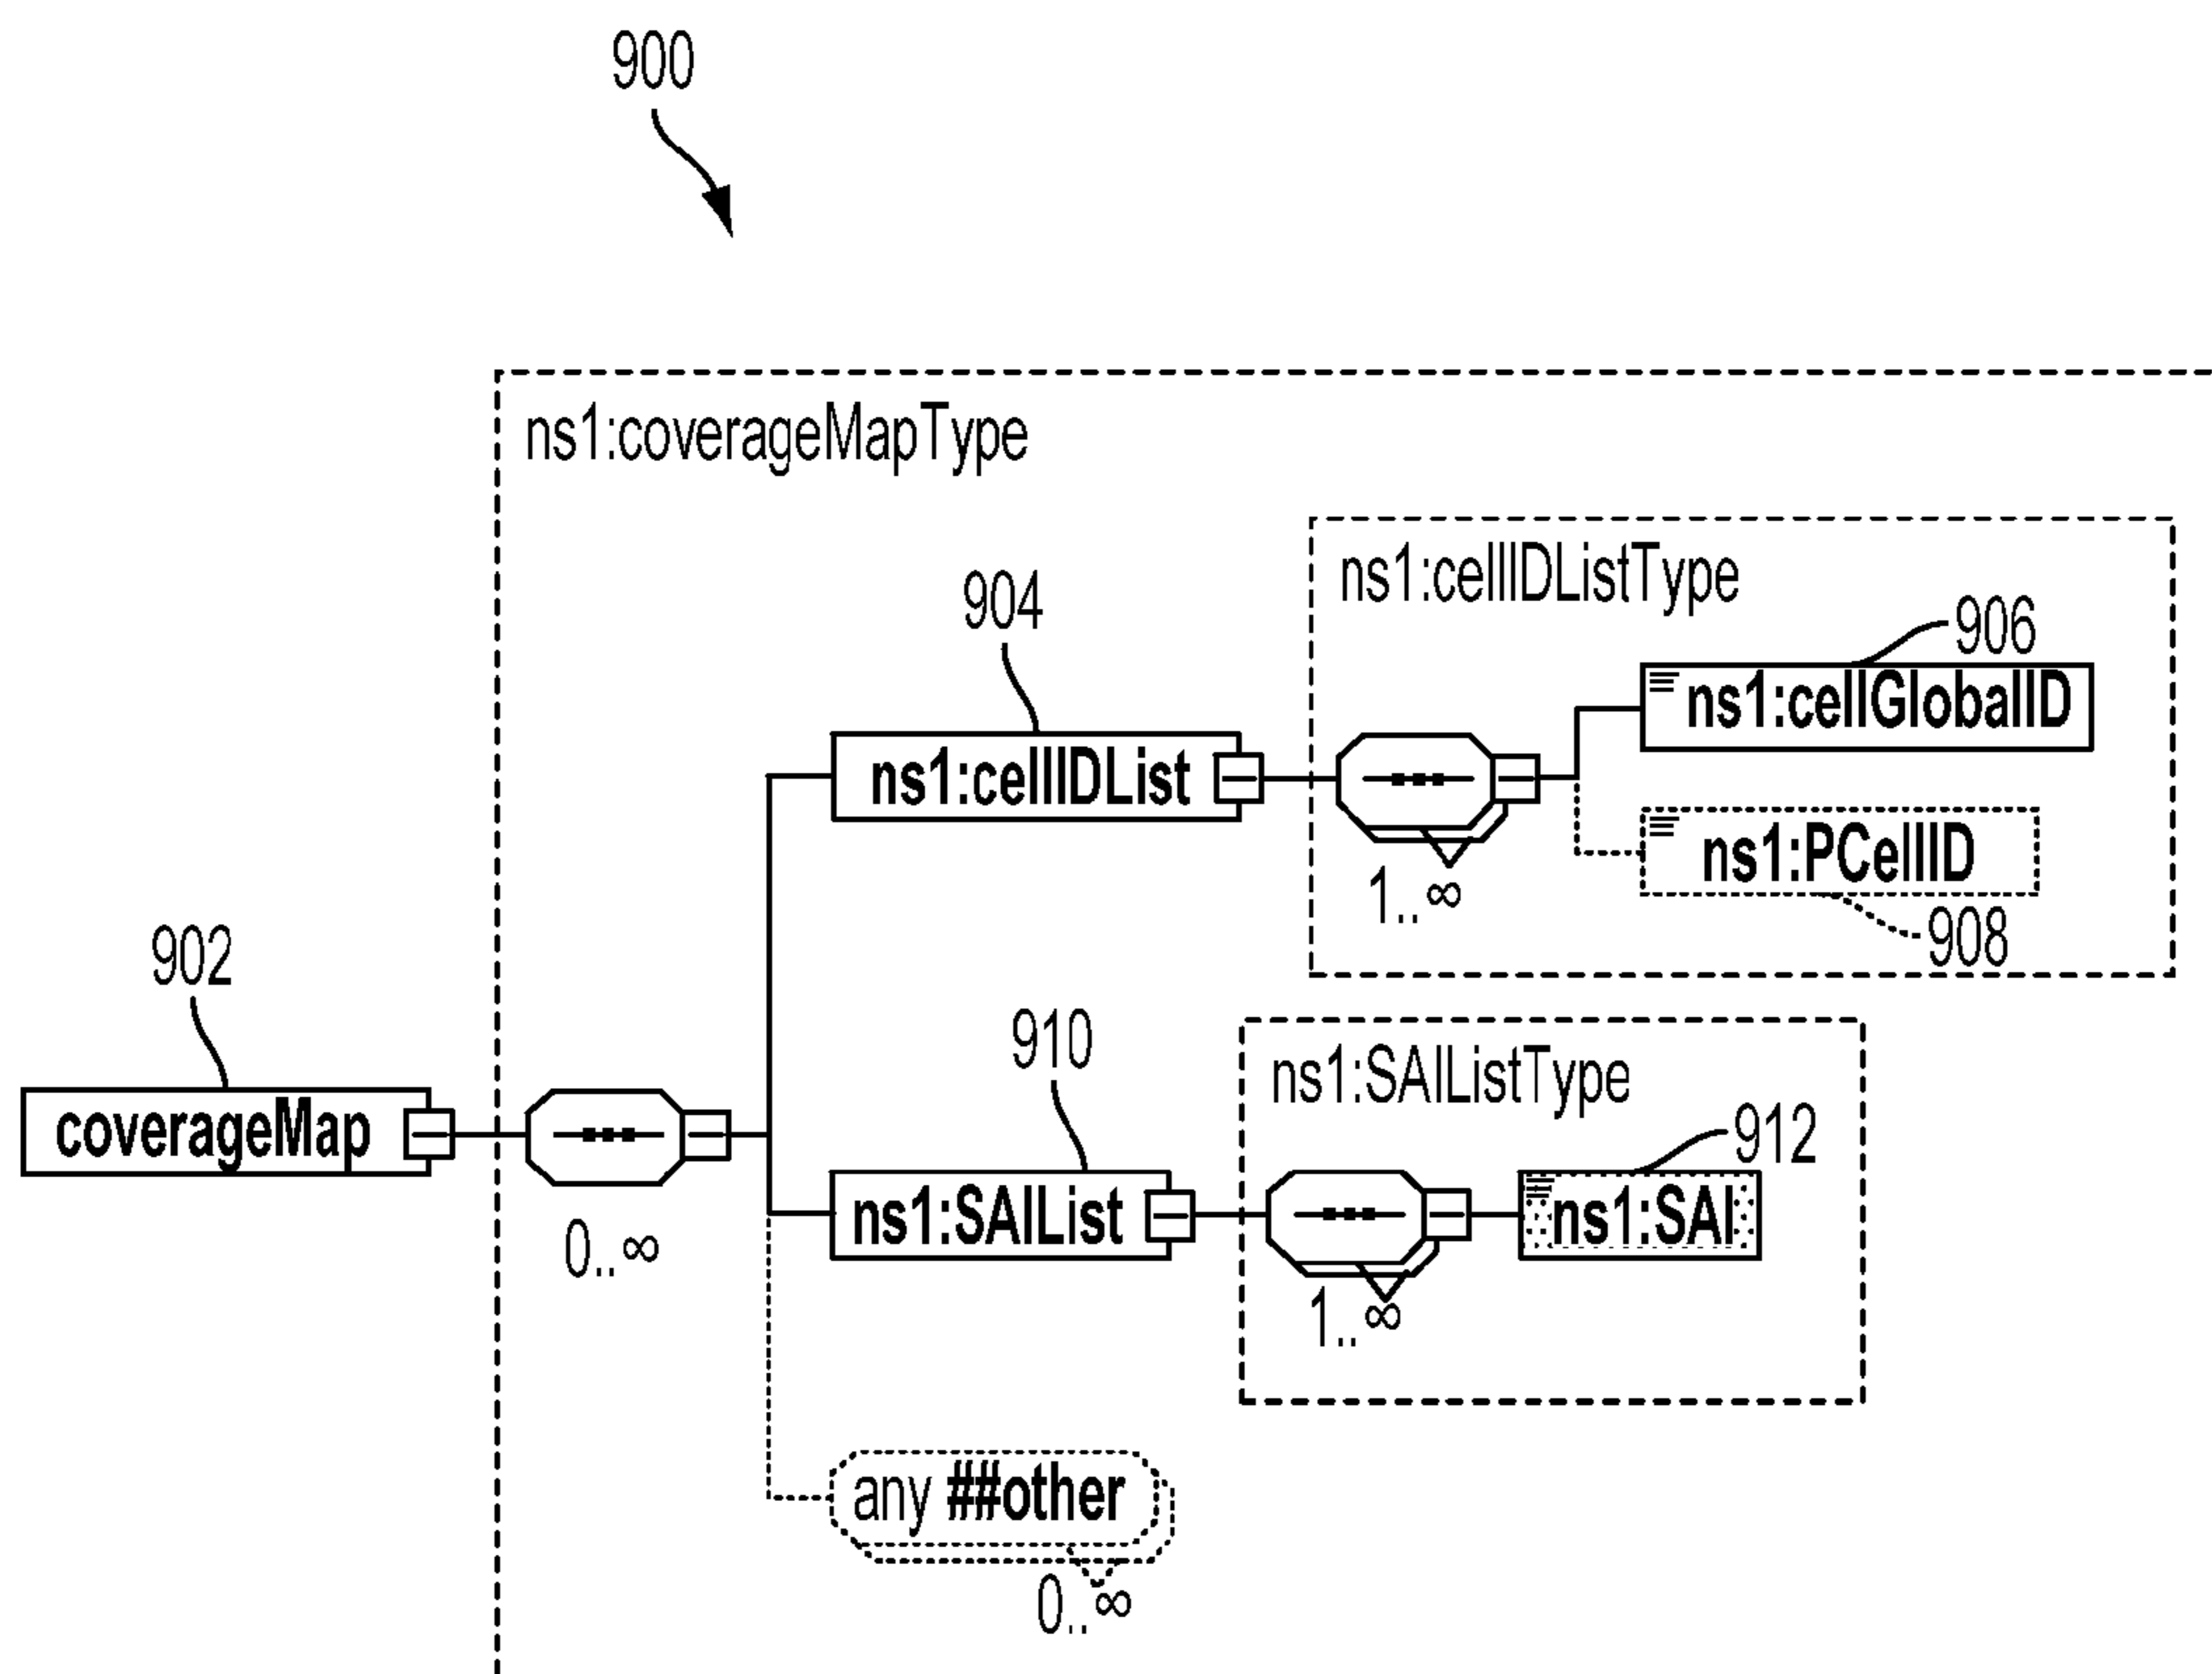 900
ns1:coverageMapType
ns1:cellIDListType
904
906
ns1:cellGlobalID
ns1:cellIDList
ns1:PCellID
1..∞
908
902
910
ns1:SAIListType
912
coverageMap
ns1:SAIList
ns1:SAI
0..∞
1..∞
any ##other
0..∞